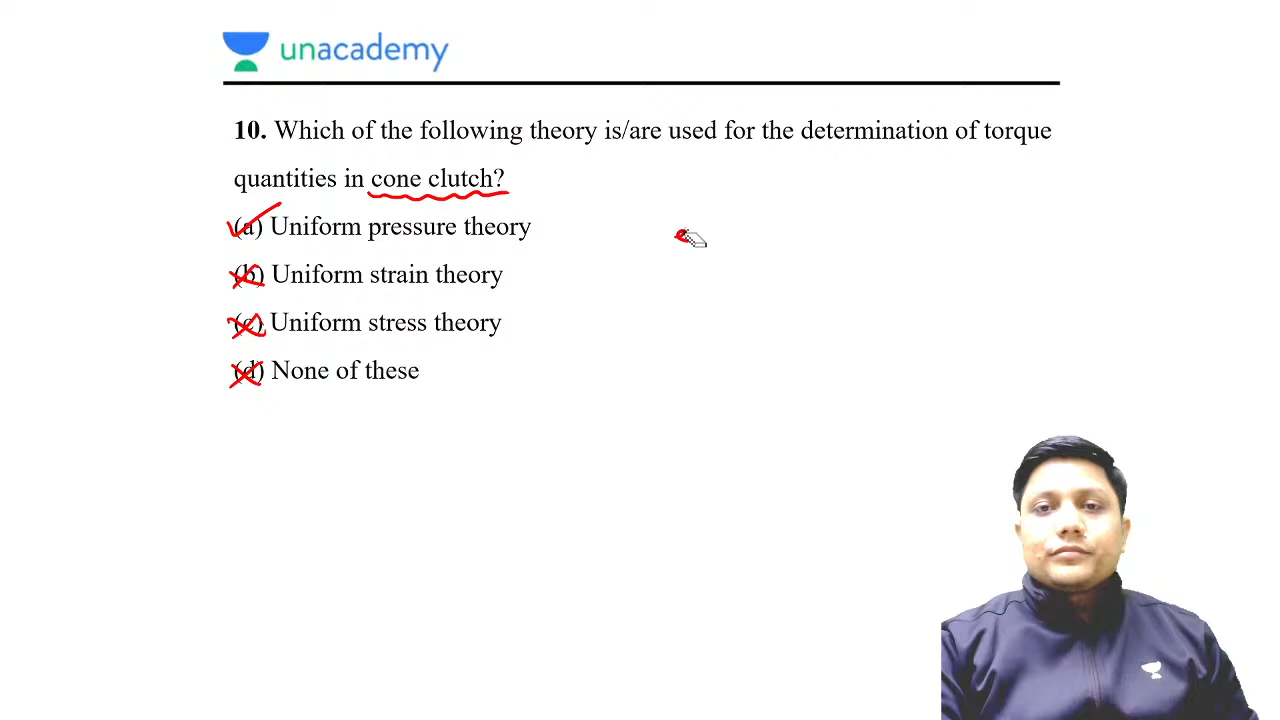 unacademy
10. Which of the following theory is/are used for the determination of torque
quantities in cone clutch?
(a) Uniform pressure theory
(b) Uniform strain theory
(c) Uniform stress theory
(d) None of these